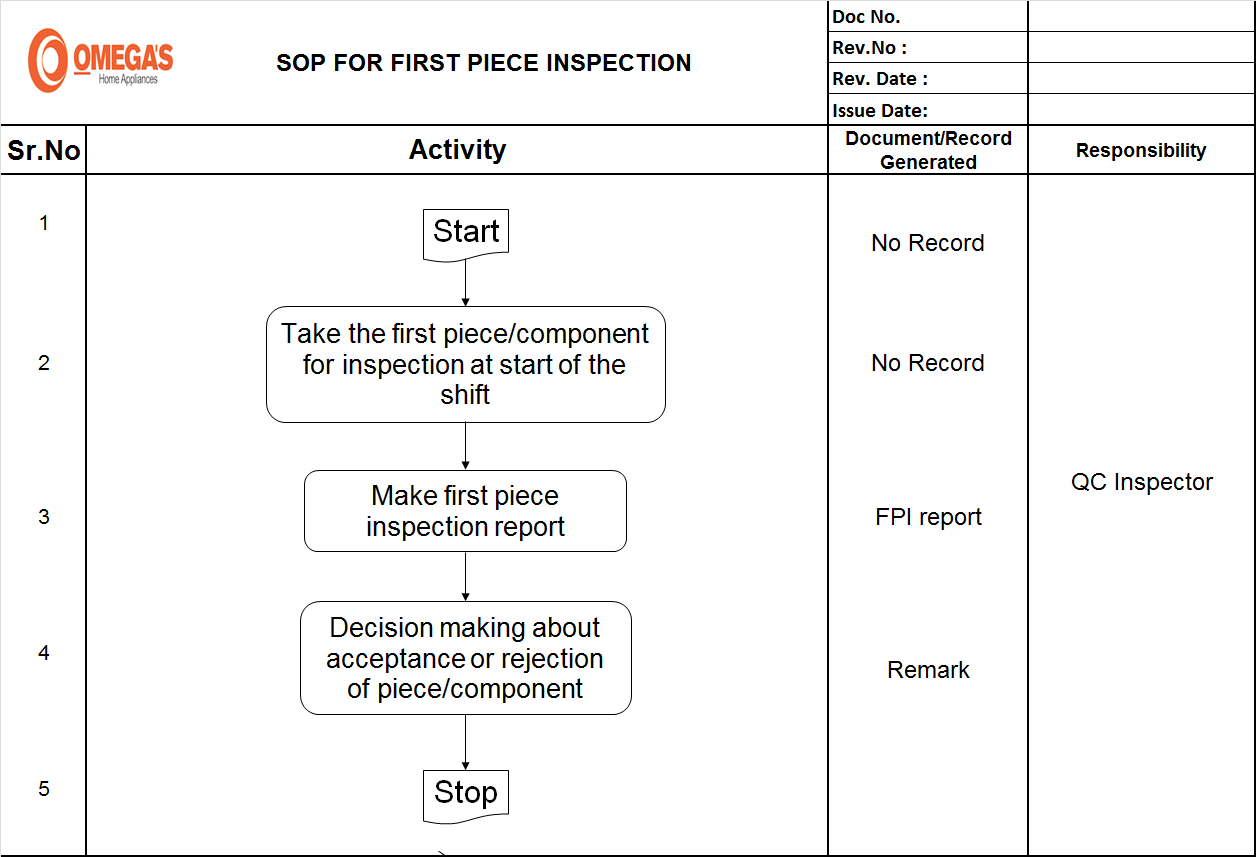 OMEGA'S
Home Appliances
SOP FOR FIRST PIECE INSPECTION
Doc No.
Rev.No :
Rev. Date :
Issue Date:
Sr.No
Activity
Document/Record
Generated
Responsibility
1
Start
No Record
2
Take the first piece/component
for inspection at start of the
shift
No Record
QC Inspector
3
Make first piece
inspection report
FPI report
4
Decision making about
acceptance or rejection
of piece/component
Remark
5
Stop